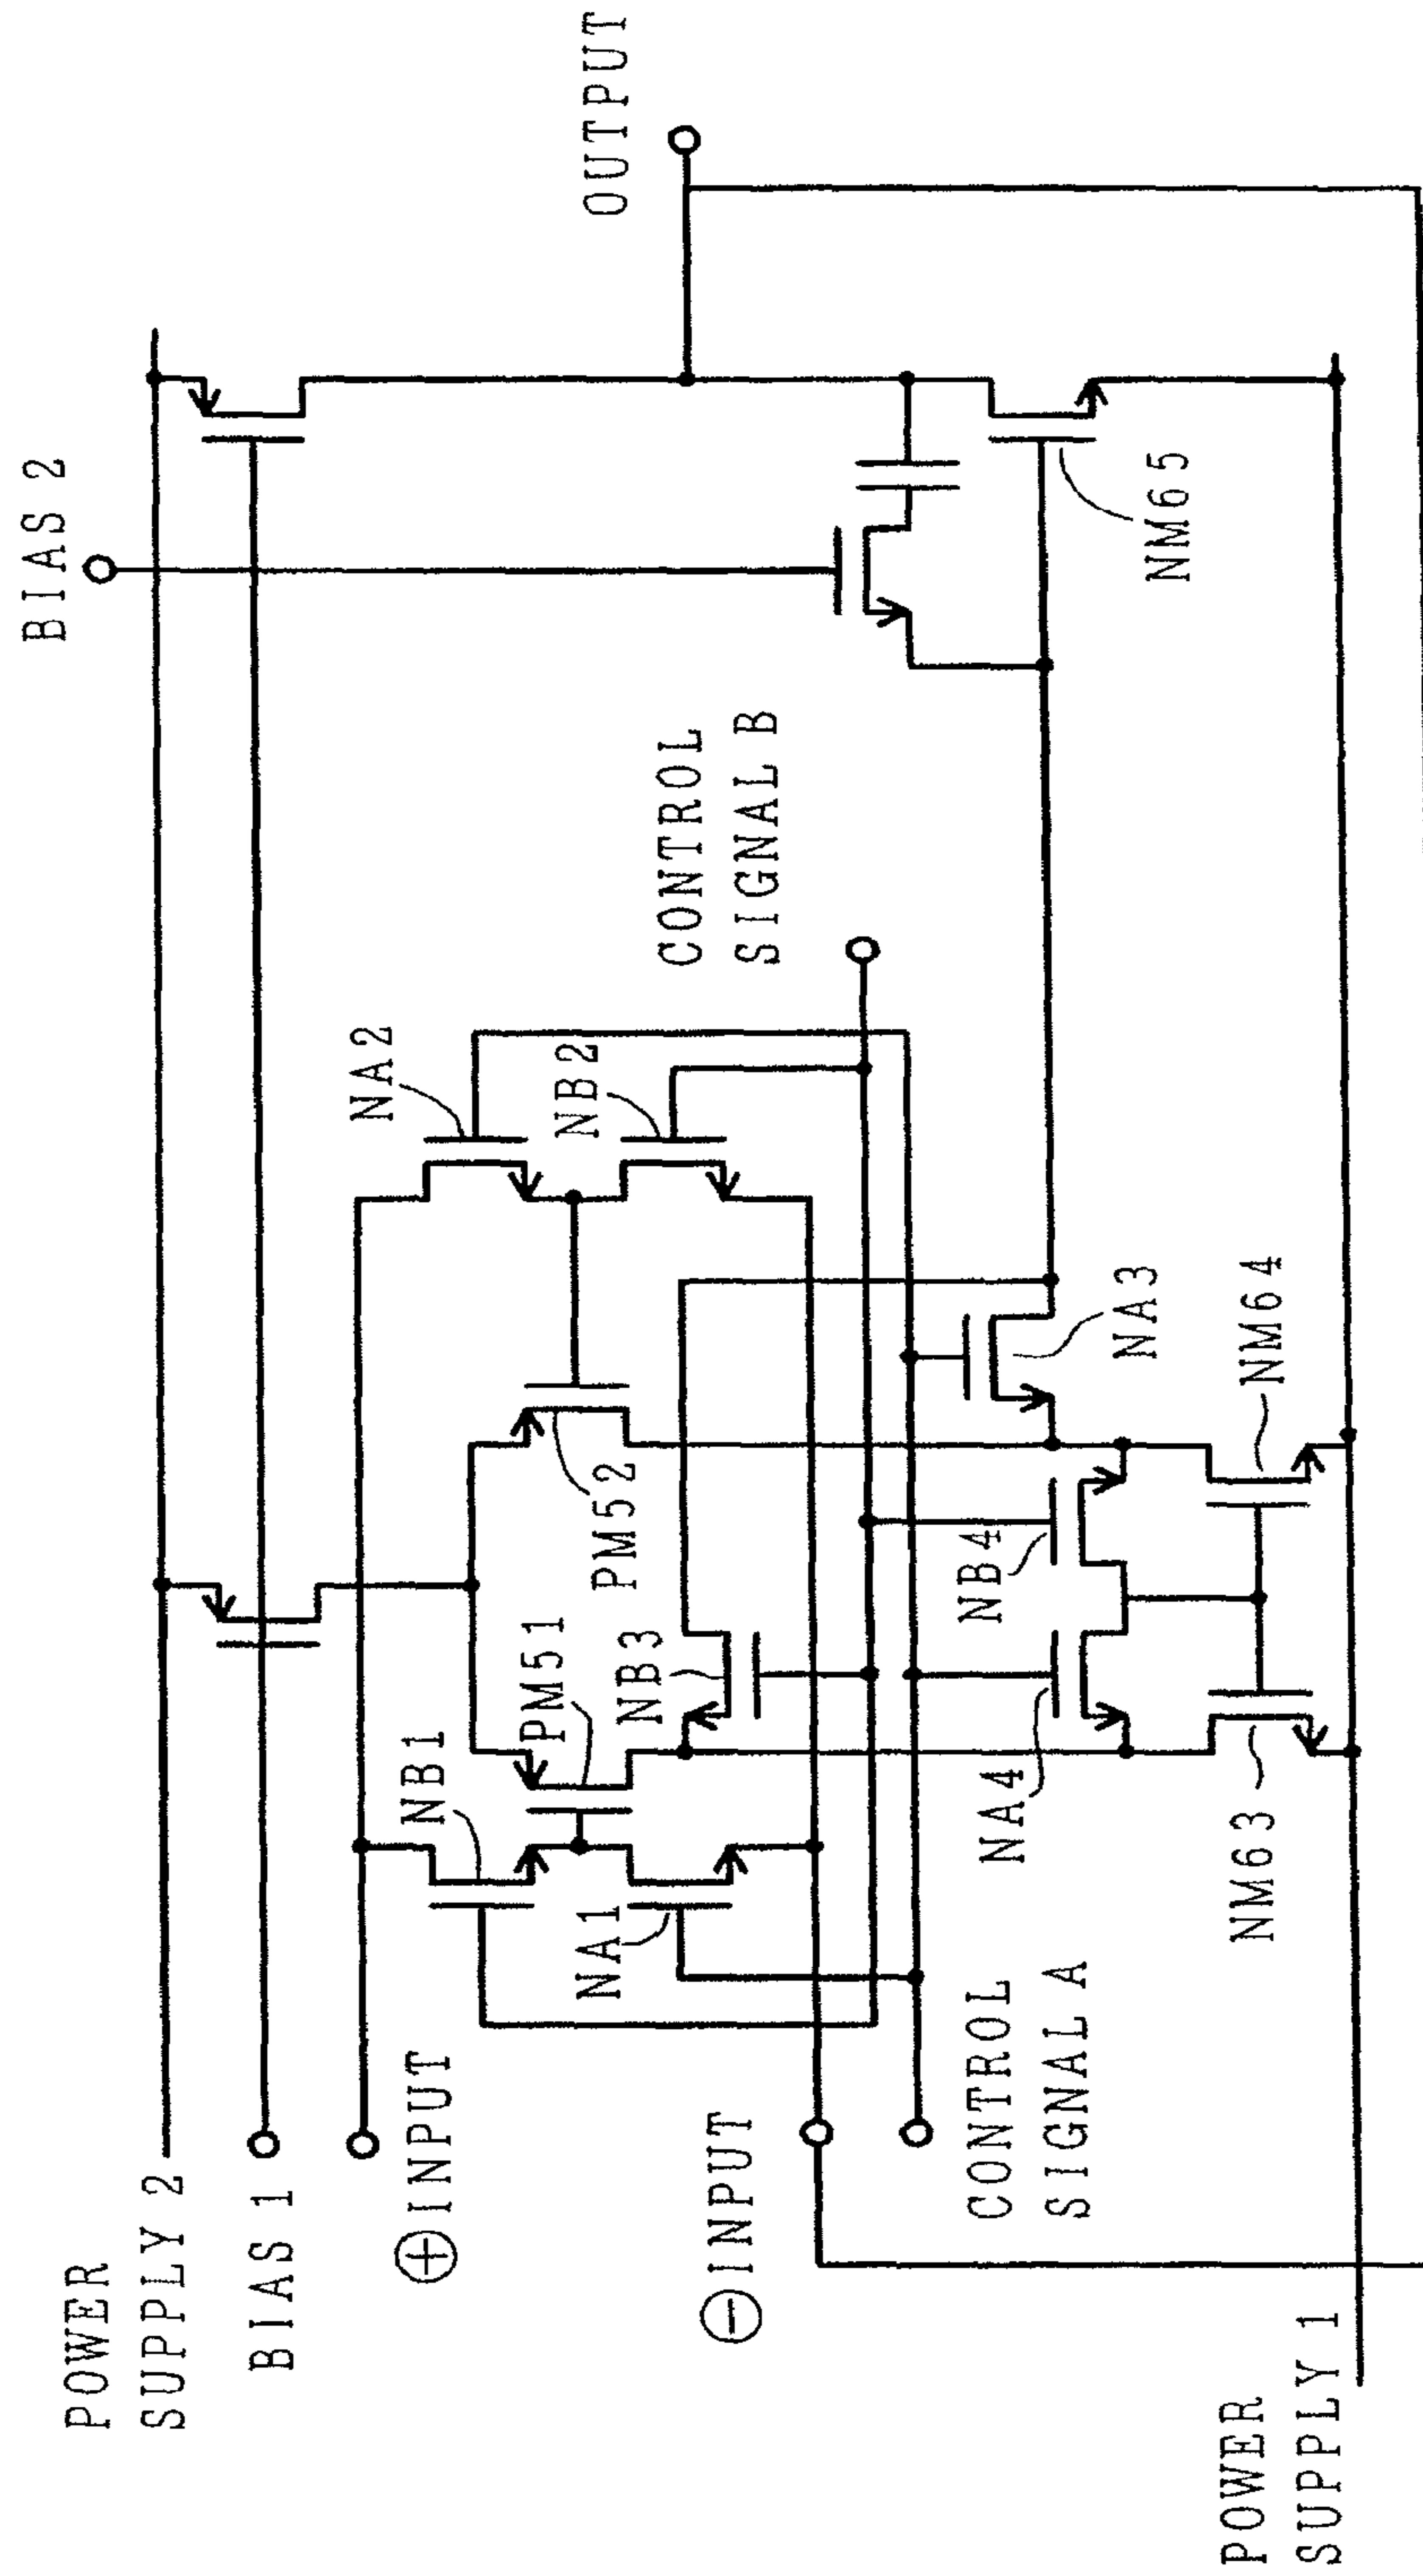 POWER
SUPPLY 2
BIAS 1
⊕INPUT
⊖INPUT
CONTROL
SIGNAL A
POWER
SUPPLY 1
NB1
NA1
PM51
NB3
NA4
NM63
PM52
NB4
NM64
NA3
NA2
NB2
CONTROL
SIGNAL B
BIAS 2
NM65
OUTPUT